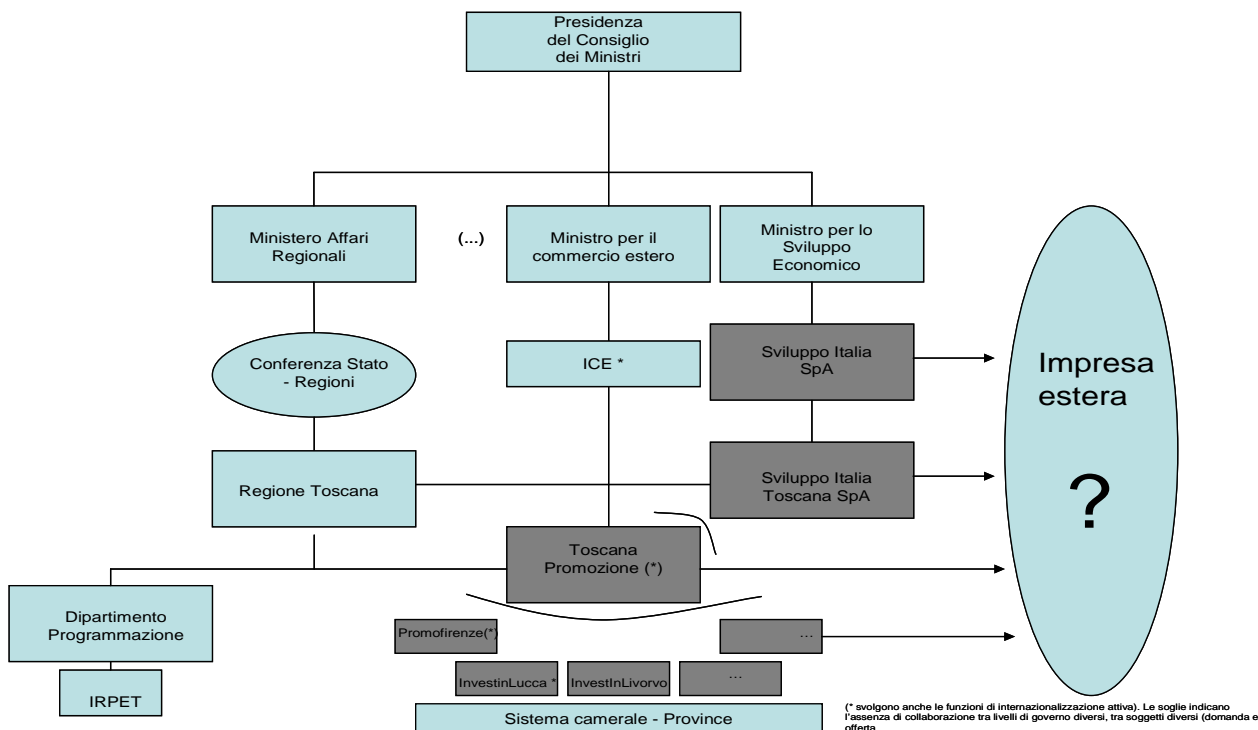 Presidenza
del Consiglio
dei Ministri
Ministero Affari
Regionali
(...)
Ministro per il
commercio estero
Ministro per lo
Sviluppo
Economico
Conferenza Stato
- Regioni
ICE *
Sviluppo Italia
SpA
Impresa
estera
?
Regione Toscana
Sviluppo Italia
Toscana SpA
Toscana
Promozione (*)
Dipartimento
Programmazione
IRPET
Promofirenze(*)
...
InvestinLucca *
InvestInLivorvo
...
Sistema camerale - Province
(* svolgono anche le funzioni di internazionalizzazione attiva). Le soglie indicano
l'assenza di collaborazione tra livelli di governo diversi, tra soggetti diversi (domanda e
offerta